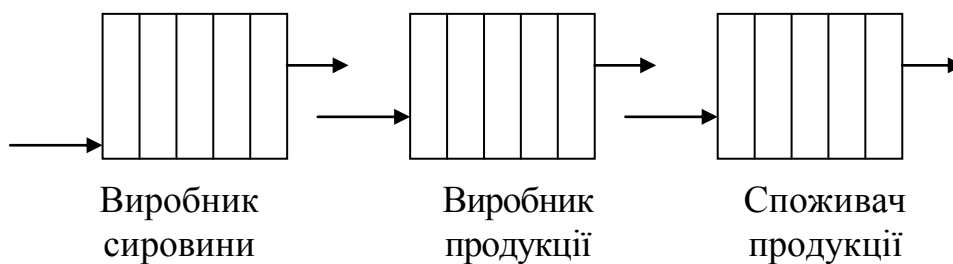 Виробник
сировини
Виробник
продукції
Споживач
продукції